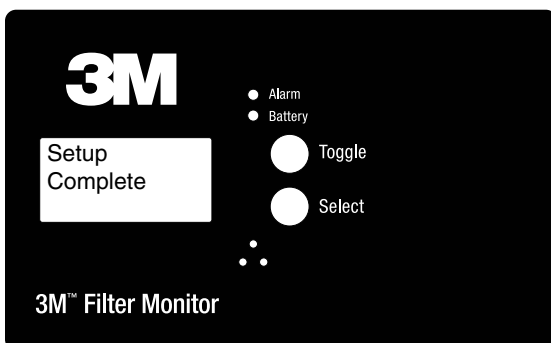 3M
Alarm
Battery
Setup
Complete
Toggle
Select
3M™ Filter Monitor